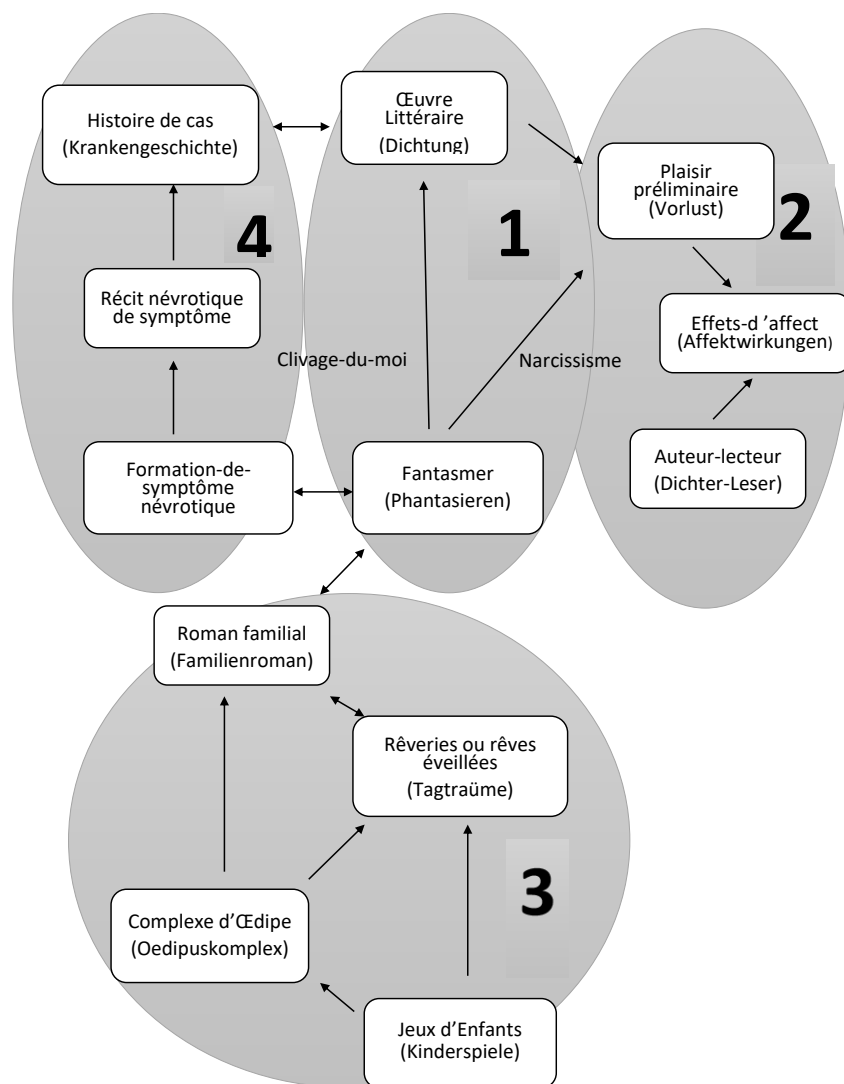 Histoire de cas
(Krankengeschichte)
Œuvre
Littéraire
(Dichtung)
Plaisir
préliminaire
(Vorlust)
4
1
2
Récit névrotique
de symptôme
Effets-d ’affect
(Affektwirkungen)
Clivage-du-moi
Narcissisme
Formation-de-
symptôme
névrotique
Fantasmer
(Phantasieren)
Auteur-lecteur
(Dichter-Leser)
Roman familial
(Familienroman)
Rêveries ou rêves
éveillées
(Tagtraüme)
3
Complexe d’Œdipe
(Oedipuskomplex)
Jeux d’Enfants
(Kinderspiele)